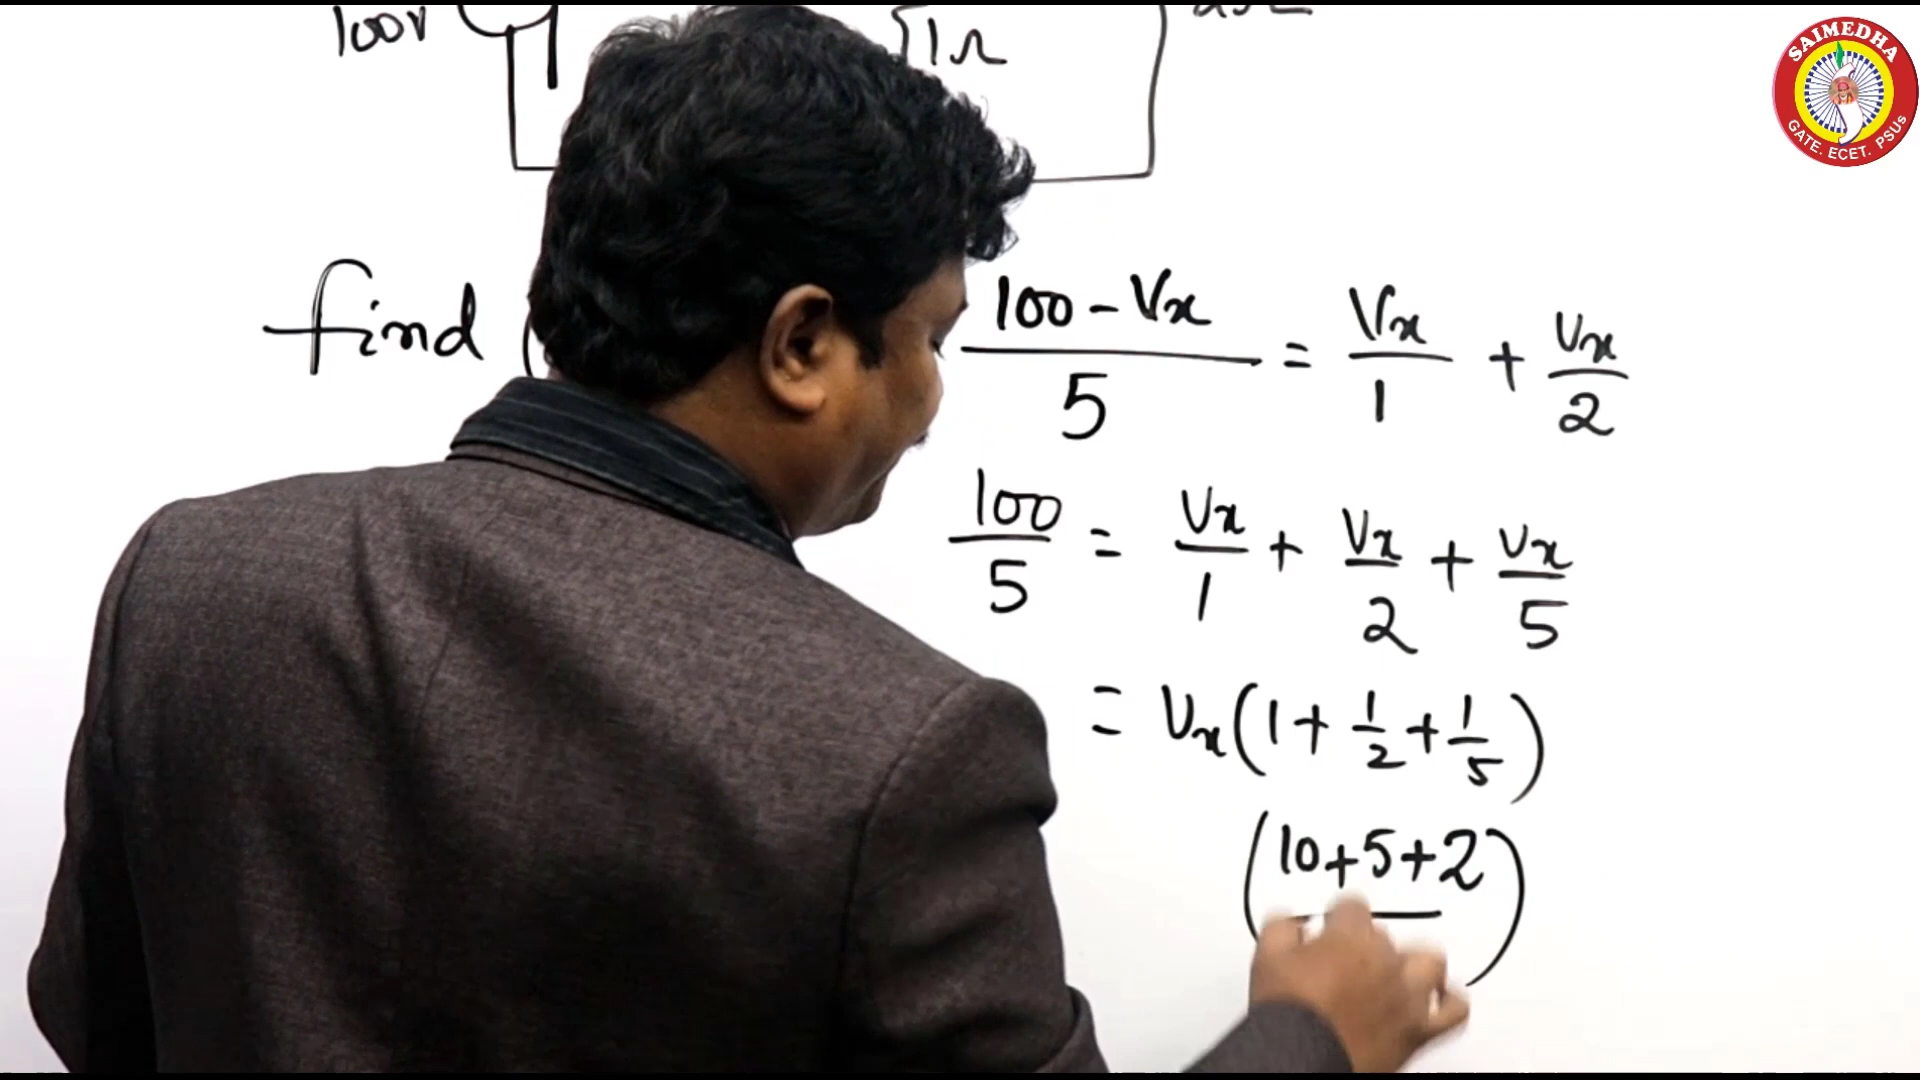 100V
1Ω
SAIMEDHA
GATE. ECET. PSUs
find
(100 - Vx)/5 = Vx/1 + Vx/2
100/5 = Vx/1 + Vx/2 + Vx/5
= Vx(1 + 1/2 + 1/5)
(10+5+2)